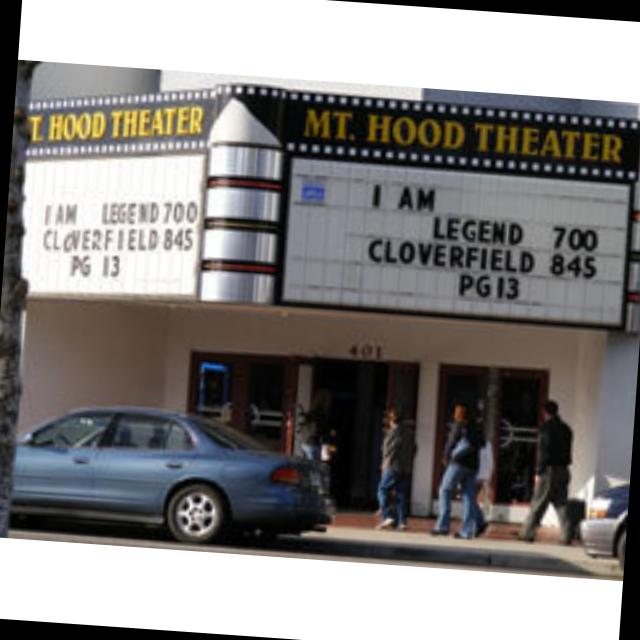 T. HOOD THEATER
I AM LEGEND 700
CLOVERFIELD 845
PG 13
MT. HOOD THEATER
I AM
LEGEND 700
CLOVERFIELD 845
PG13
401